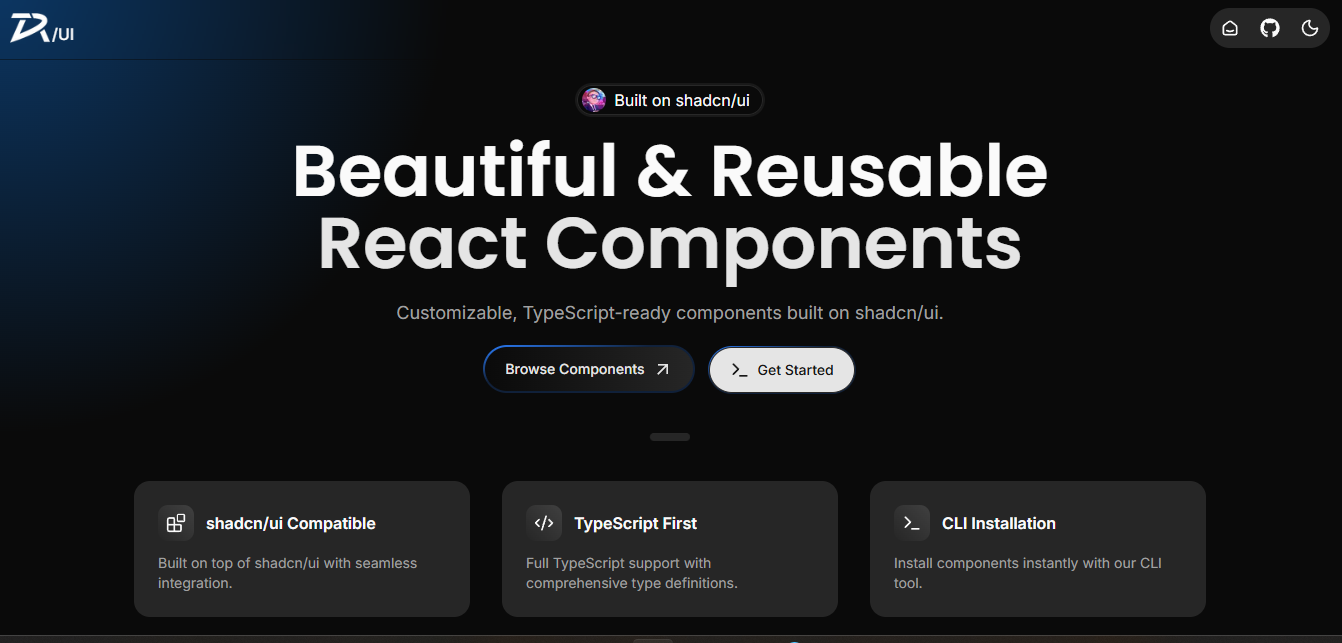 DR/UI
Built on shadcn/ui
Beautiful & Reusable
React Components
Customizable, TypeScript-ready components built on shadcn/ui.
Browse Components
Get Started
shadcn/ui Compatible
Built on top of shadcn/ui with seamless
integration.
TypeScript First
Full TypeScript support with
comprehensive type definitions.
CLI Installation
Install components instantly with our CLI
tool.